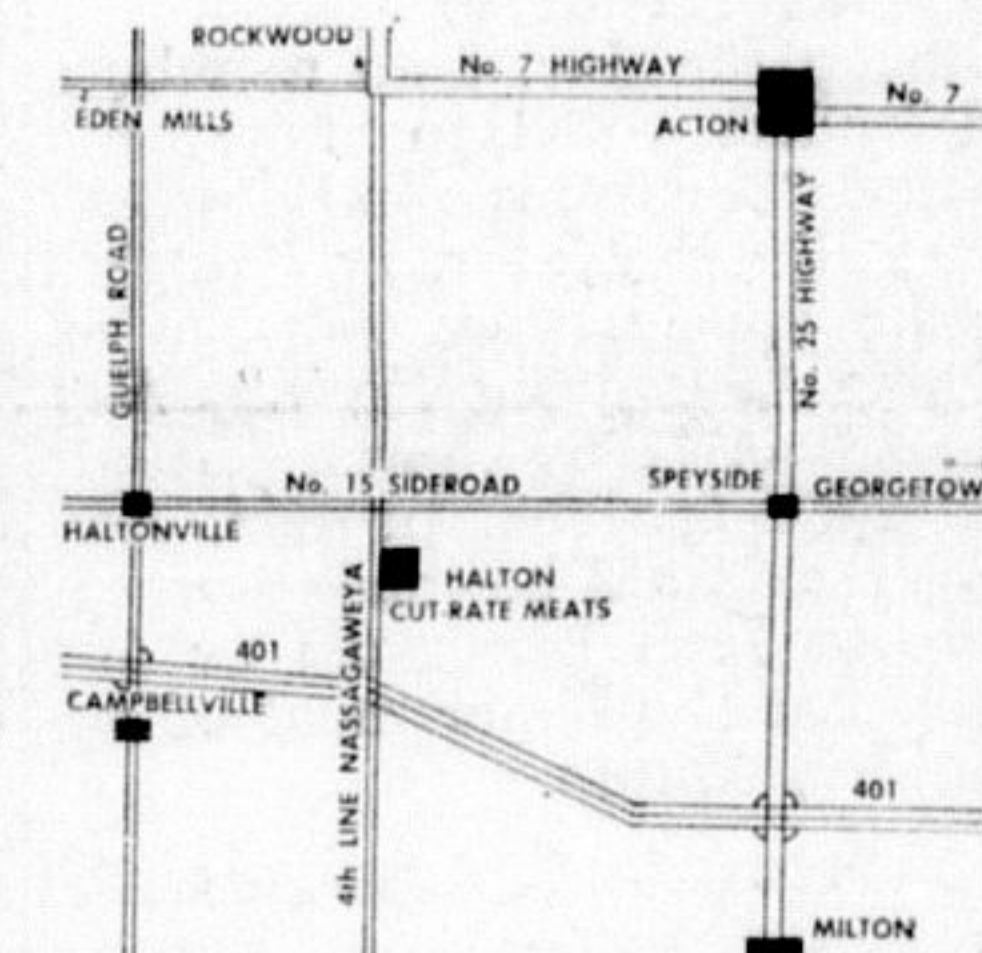 ROCKWOOD
No. 7 HIGHWAY
No. 7
EDEN MILLS
ACTON
GUELPH ROAD
No. 25 HIGHWAY
No. 15 SIDEROAD
SPEYSIDE
GEORGETOW
HALTONVILLE
HALTON
CUT-RATE MEATS
4th LINE NASSAGAWEYA
401
CAMPBELLVILLE
401
MILTON